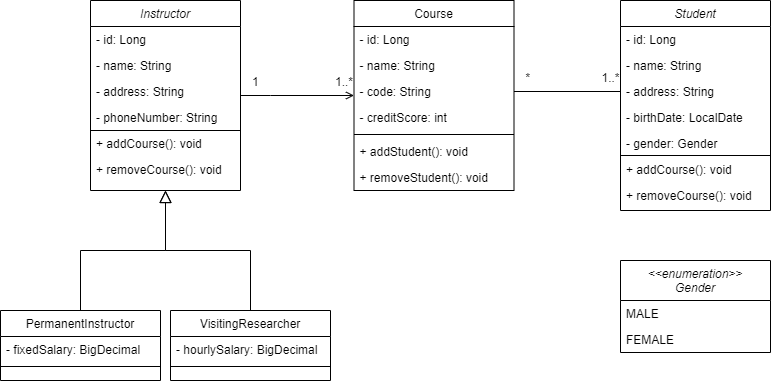 Instructor
- id: Long
- name: String
- address: String
- phoneNumber: String
+ addCourse(): void
+ removeCourse(): void
1
1..*
Course
- id: Long
- name: String
- code: String
- creditScore: int
+ addStudent(): void
+ removeStudent(): void
*
1..*
Student
- id: Long
- name: String
- address: String
- birthDate: LocalDate
- gender: Gender
+ addCourse(): void
+ removeCourse(): void
PermanentInstructor
- fixedSalary: BigDecimal
VisitingResearcher
- hourlySalary: BigDecimal
<<enumeration>>
Gender
MALE
FEMALE